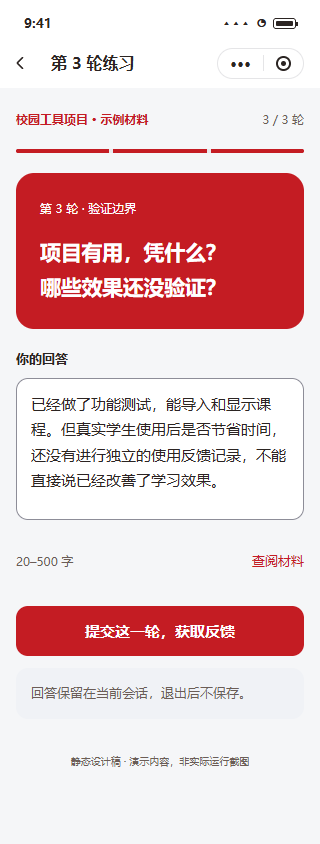 9:41
第 3 轮练习
校园工具项目 · 示例材料
3 / 3 轮
第 3 轮 · 验证边界
项目有用，凭什么？
哪些效果还没验证？
你的回答
已经做了功能测试，能导入和显示课
程。但真实学生使用后是否节省时间，
还没有进行独立的使用反馈记录，不能
直接说已经改善了学习效果。
20–500 字
查阅材料
提交这一轮，获取反馈
回答保留在当前会话，退出后不保存。
静态设计稿 · 演示内容，非实际运行截图